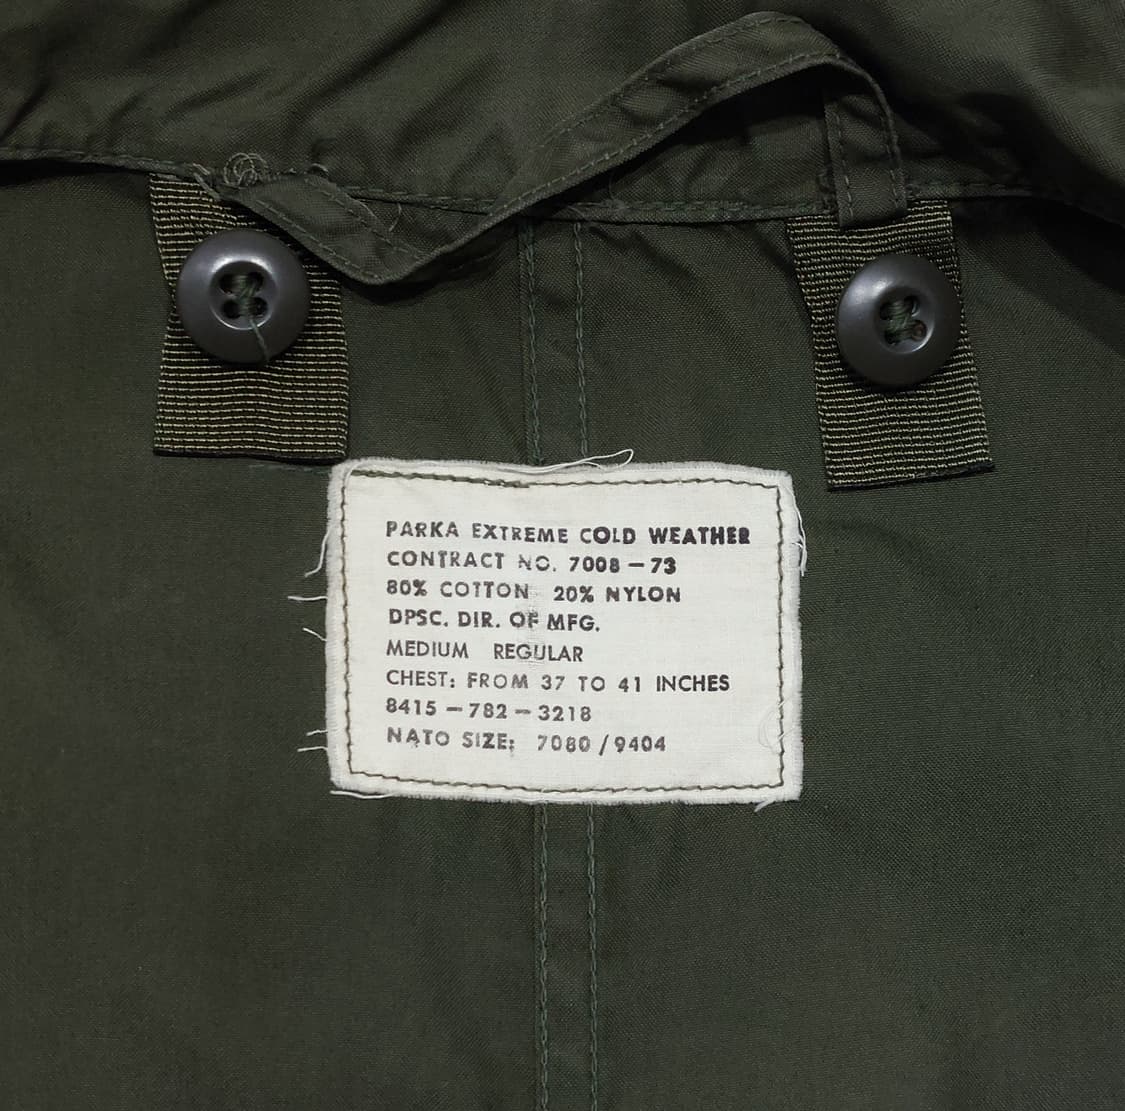 PARKA EXTREME COLD WEATHER
CONTRACT NO. 7008 - 73
80% COTTON 20% NYLON
DPSC. DIR. OF MFG.
MEDIUM REGULAR
CHEST: FROM 37 TO 41 INCHES
8415 - 782 - 3218
NATO SIZE: 7080 / 9404